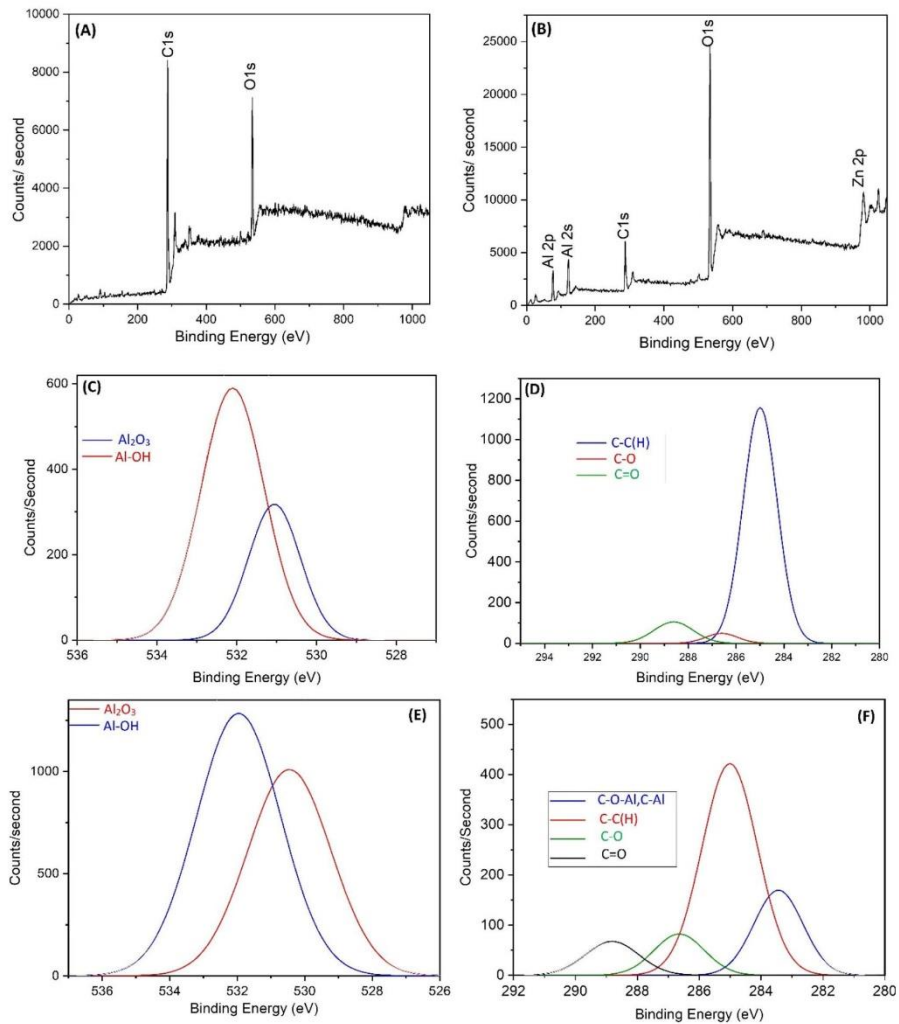 (A)
C1s
O1s
Counts/ second
10000
8000
6000
4000
2000
0
0 200 400 600 800 1000
Binding Energy (eV)
(B)
O1s
Zn 2p
C1s
Al 2s
Al 2p
Counts/second
25000
20000
15000
10000
5000
0
0 200 400 600 800 1000
Binding Energy (eV)
(C)
Al₂O₃
Al-OH
Counts/Second
600
400
200
0
536 534 532 530 528
Binding Energy (eV)
(D)
C-C(H)
C-O
C=O
Counts/second
1200
1000
800
600
400
200
0
294 292 290 288 286 284 282 280
Binding Energy (eV)
(E)
Al₂O₃
Al-OH
Counts/second
1000
500
0
536 534 532 530 528 526
Binding Energy (eV)
(F)
C-O-Al,C-Al
C-C(H)
C-O
C=O
Counts/second
500
400
300
200
100
0
292 290 288 286 284 282 280
Binding Energy (eV)